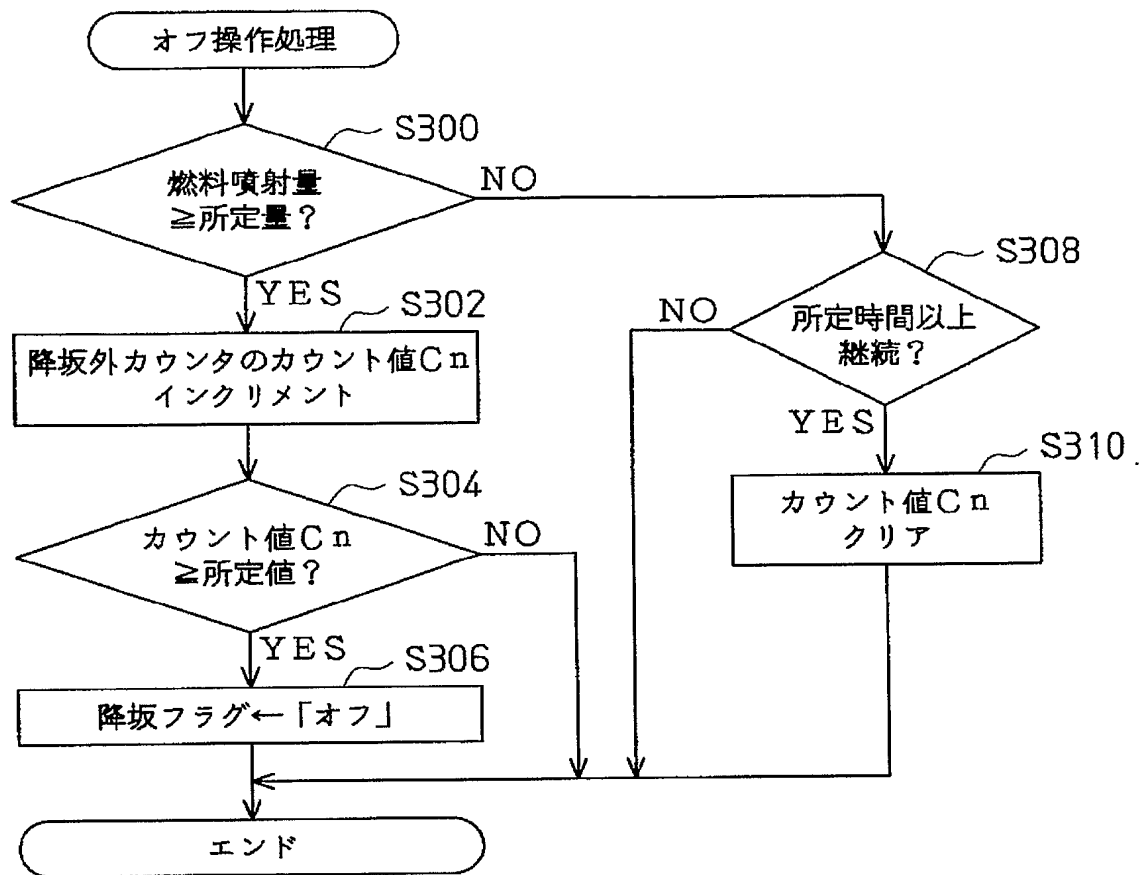 オフ操作処理
S300
燃料噴射量
≧所定量？
NO
YES
S302
降坂外カウンタのカウント値Cn
インクリメント
S304
カウント値Cn
≧所定値？
NO
YES
S306
降坂フラグ←「オフ」
S308
所定時間以上
継続？
NO
YES
S310
カウント値Cn
クリア
エンド